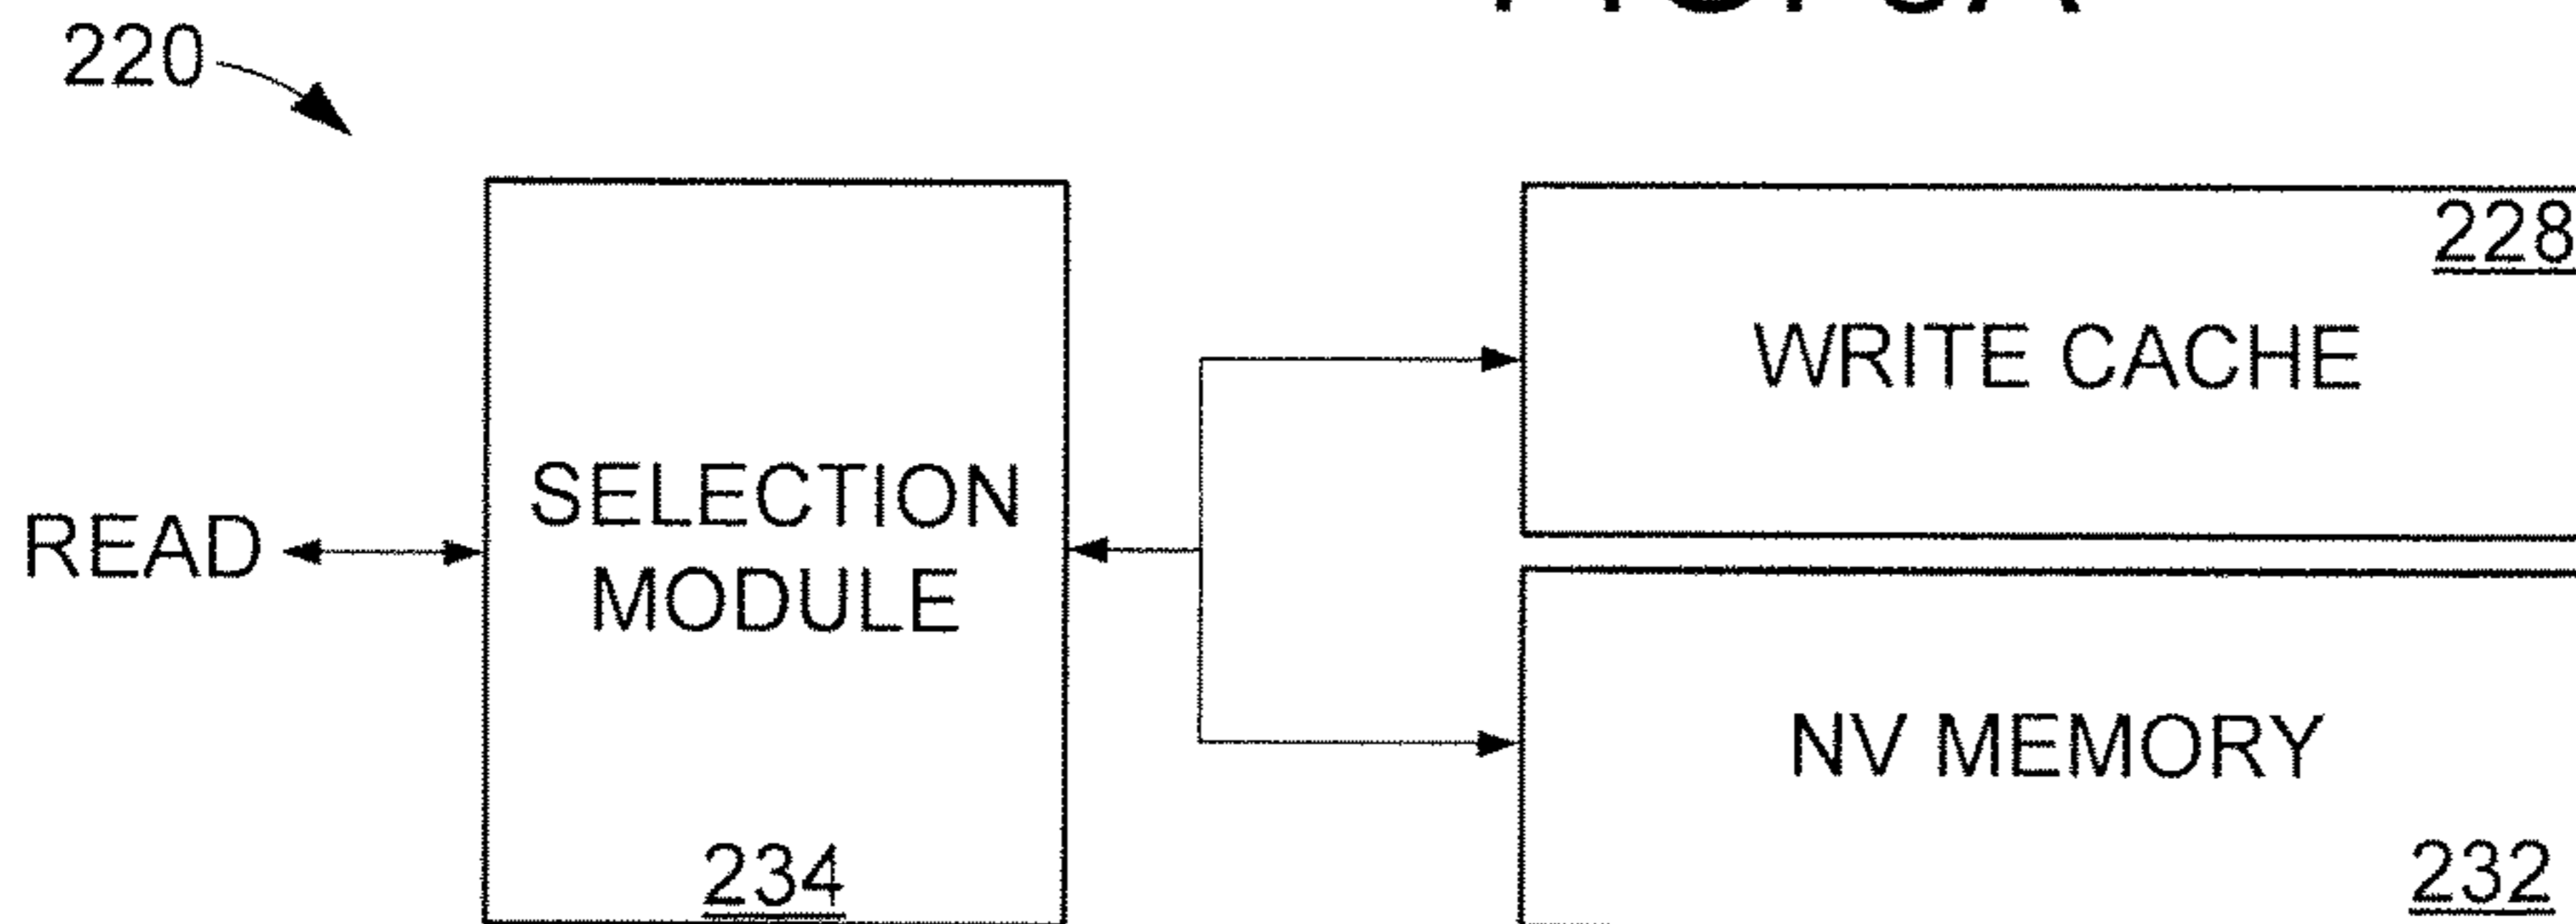 220
228
WRITE CACHE
SELECTION
MODULE
READ
NV MEMORY
234
232